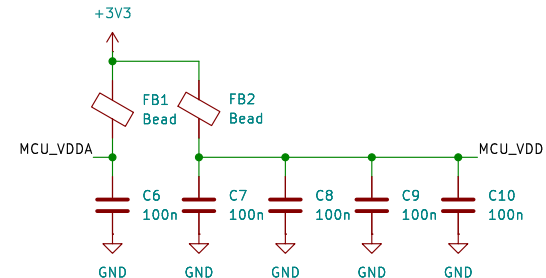 +3V3
FB1
Bead
FB2
Bead
MCU_VDDA
MCU_VDD
C6
100n
C7
100n
C8
100n
C9
100n
C10
100n
GND
GND
GND
GND
GND